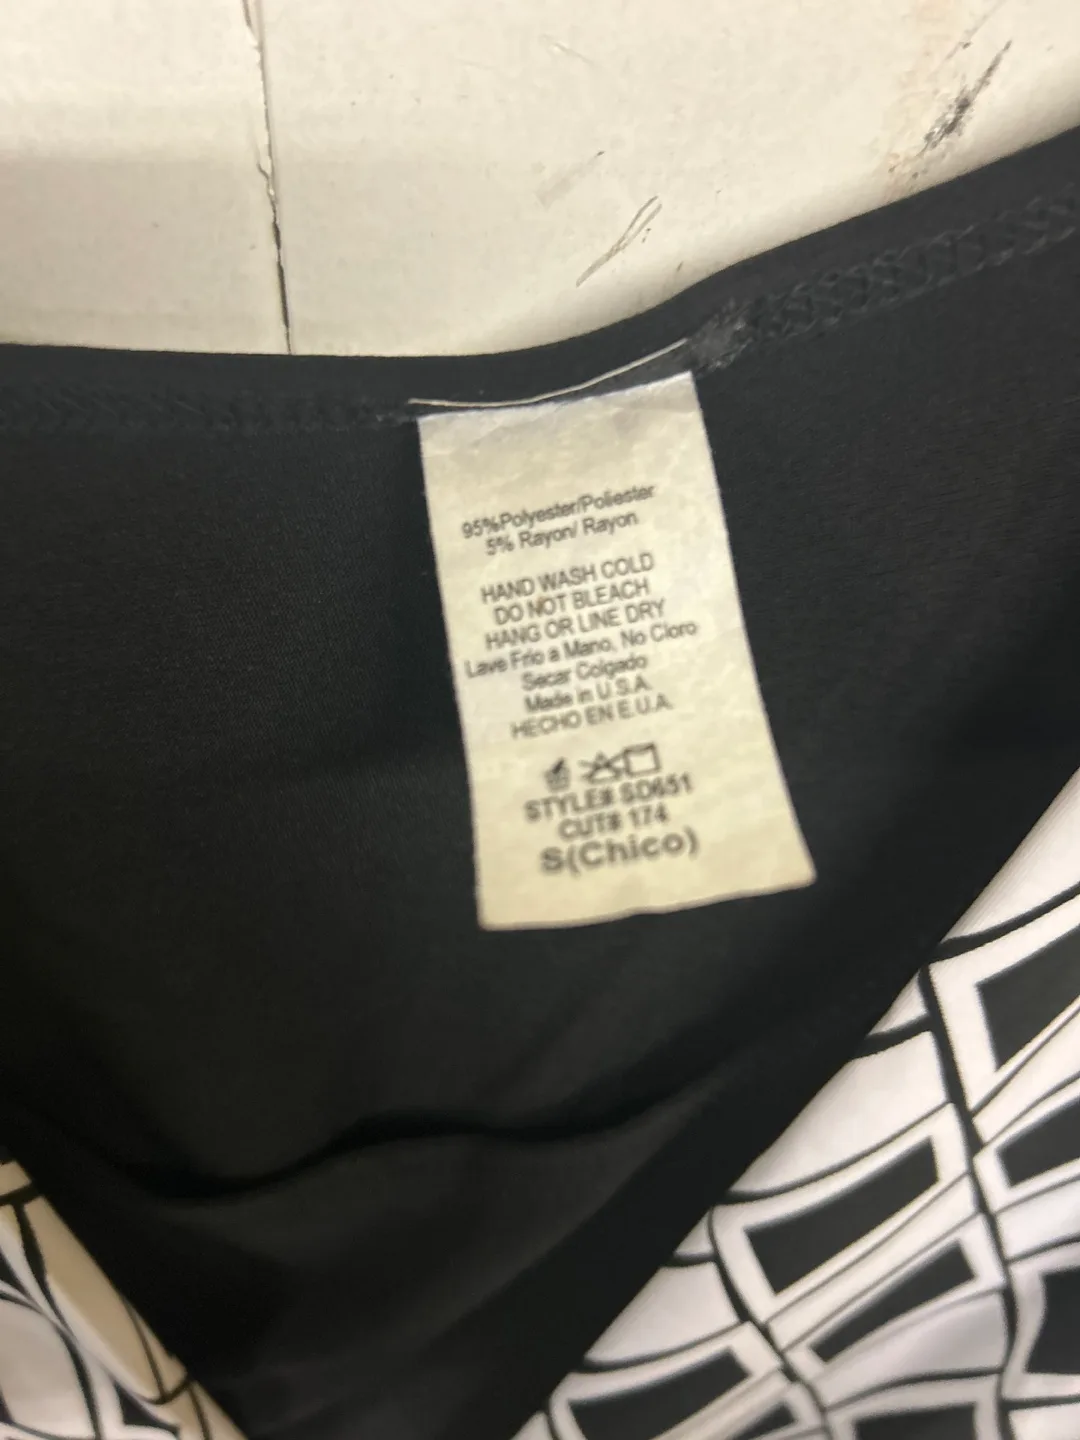 95%Polyester/Poliester
5% Rayon/ Rayon
HAND WASH COLD
DO NOT BLEACH
HANG OR LINE DRY
Lave Frio a Mano, No Cloro
Secar Colgado
Made in U.S.A.
HECHO EN E.U.A.
STYLE# SD651
CUT# 174
S(Chico)